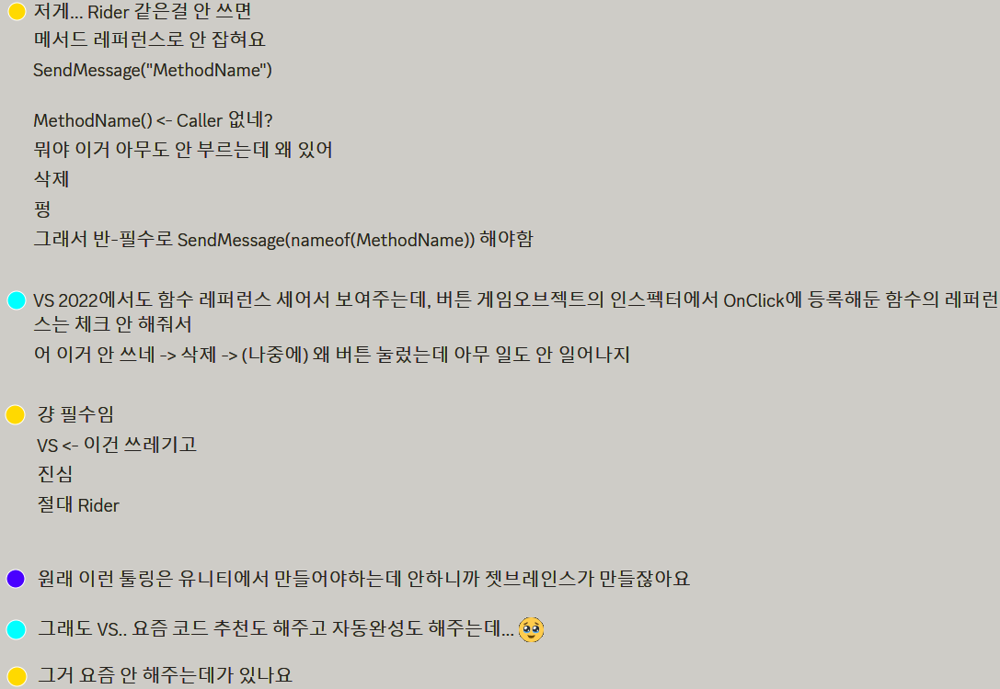 저게... Rider 같은걸 안 쓰면
메서드 레퍼런스로 안 잡혀요
SendMessage("MethodName")
MethodName() <- Caller 없네?
뭐야 이거 아무도 안 부르는데 왜 있어
삭제
펑
그래서 반-필수로 SendMessage(nameof(MethodName)) 해야함
VS 2022에서도 함수 레퍼런스 세어서 보여주는데, 버튼 게임오브젝트의 인스펙터에서 OnClick에 등록해둔 함수의 레퍼런
스는 체크 안 해줘서
어 이거 안 쓰네 -> 삭제 -> (나중에) 왜 버튼 눌렀는데 아무 일도 안 일어나지
걍 필수임
VS <- 이건 쓰레기고
진심
절대 Rider
원래 이런 툴링은 유니티에서 만들어야하는데 안하니까 젯브레인스가 만들잖아요
그래도 VS.. 요즘 코드 추천도 해주고 자동완성도 해주는데... 🥹
그거 요즘 안 해주는데가 있나요